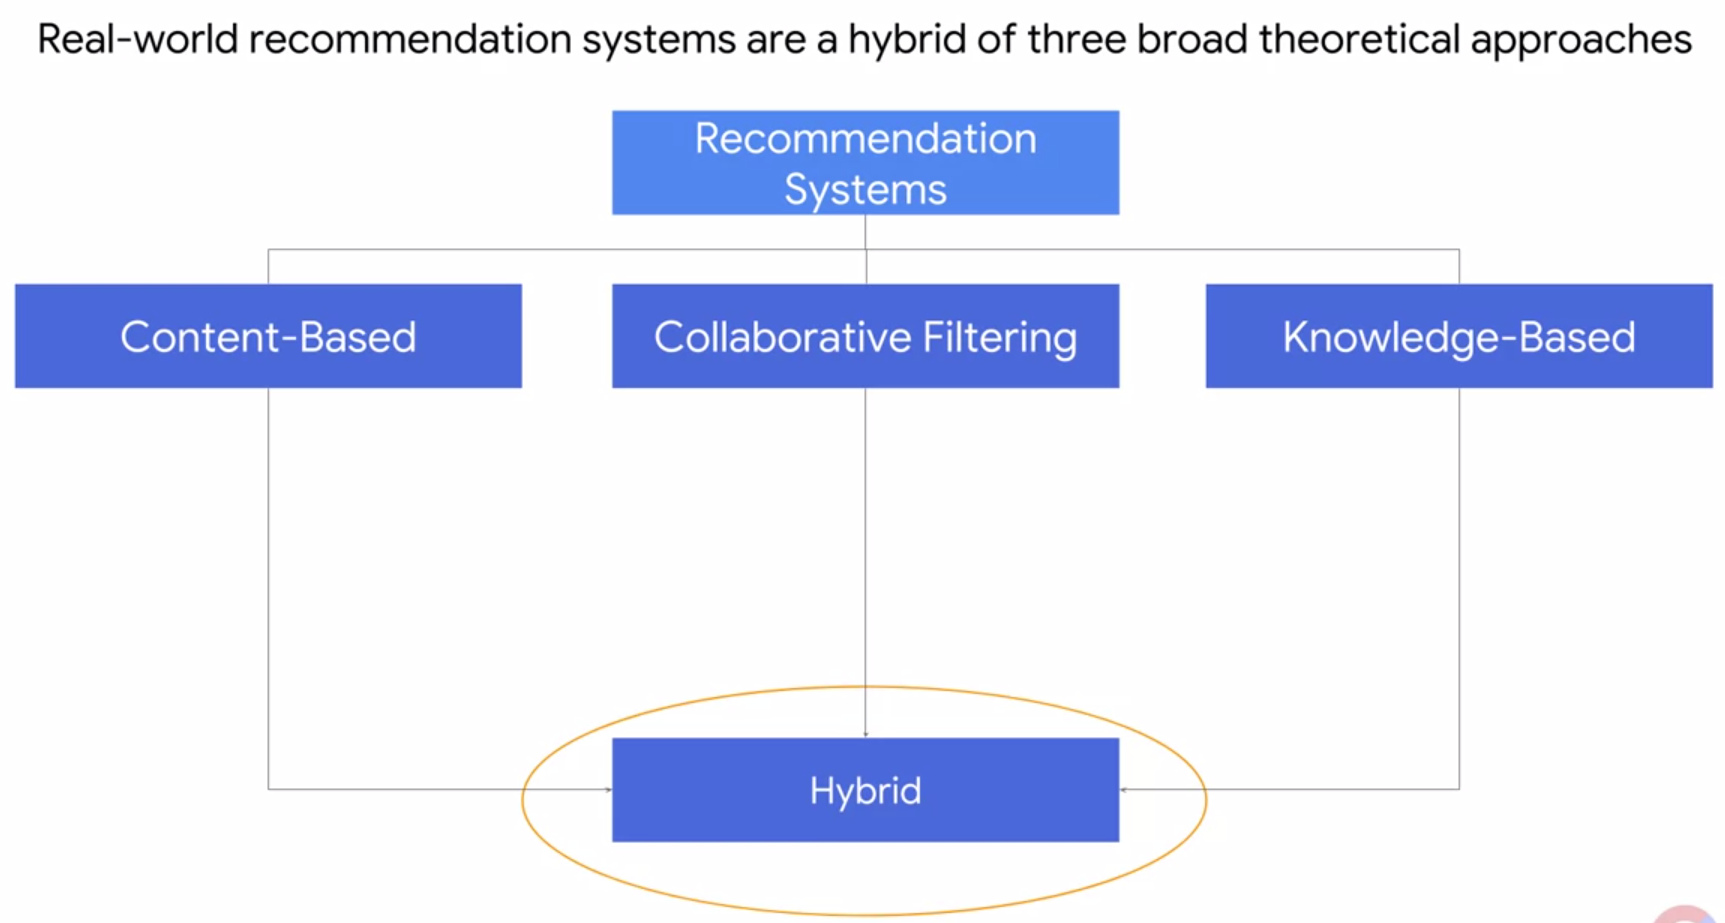 Real-world recommendation systems are a hybrid of three broad theoretical approaches
Recommendation
Systems
Content-Based
Collaborative Filtering
Knowledge-Based
Hybrid